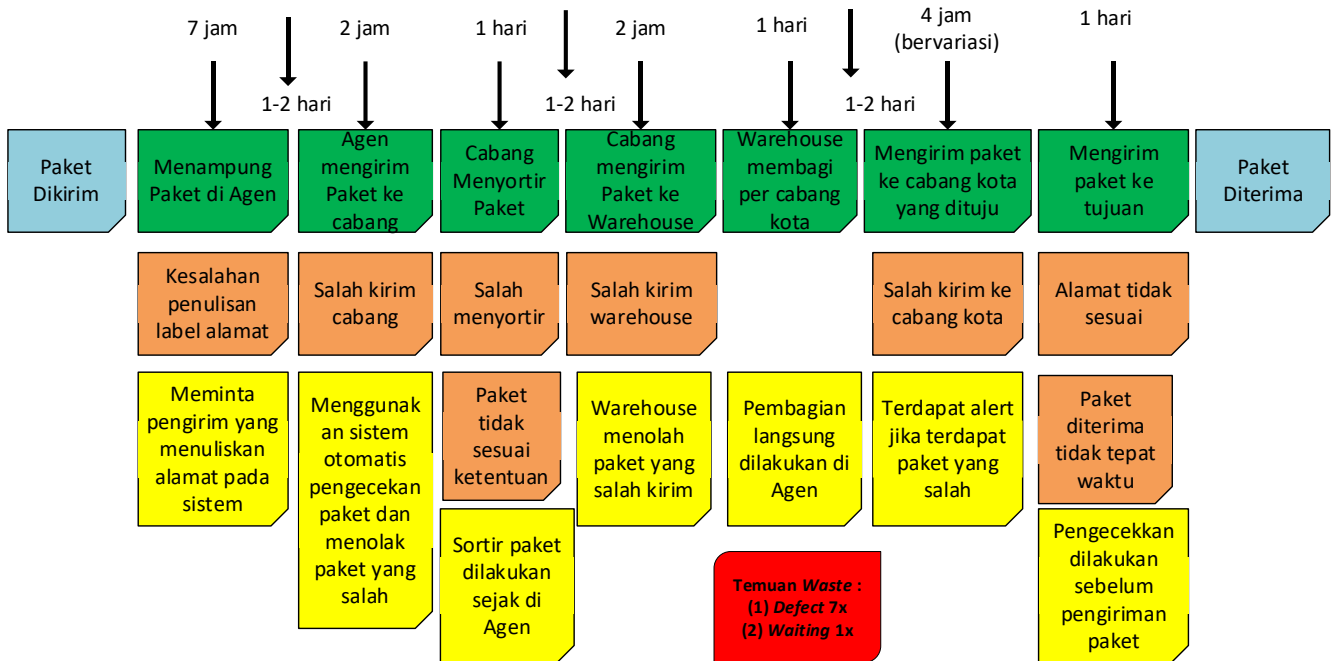 7 jam
2 jam
1 hari
2 jam
1 hari
4 jam
(bervariasi)
1 hari
1-2 hari
1-2 hari
1-2 hari
Paket
Dikirim
Menampung
Paket di Agen
Agen
mengirim
Paket ke
cabang
Cabang
Menyortir
Paket
Cabang
mengirim
Paket ke
Warehouse
Warehouse
membagi
per cabang
kota
Mengirim paket
ke cabang kota
yang dituju
Mengirim
paket ke
tujuan
Paket
Diterima
Kesalahan
penulisan
label alamat
Salah kirim
cabang
Salah
menyortir
Salah kirim
warehouse
Salah kirim ke
cabang kota
Alamat tidak
sesuai
Meminta
pengirim yang
menuliskan
alamat pada
sistem
Menggunak
an sistem
otomatis
pengecekan
paket dan
menolak
paket yang
salah
Paket
tidak
sesuai
ketentuan
Warehouse
menolah
paket yang
salah kirim
Pembagian
langsung
dilakukan di
Agen
Terdapat alert
jika terdapat
paket yang
salah
Paket
diterima
tidak tepat
waktu
Sortir paket
dilakukan
sejak di
Agen
Temuan Waste :
(1) Defect 7x
(2) Waiting 1x
Pengecekkan
dilakukan
sebelum
pengiriman
paket